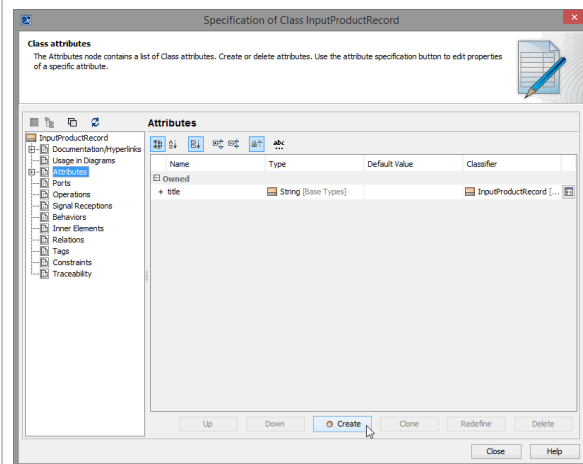 Specification of Class InputProductRecord
Class attributes
The Attributes node contains a list of Class attributes. Create or delete attributes. Use the attribute specification button to edit properties
of a specific attribute.
InputProductRecord
Documentation/Hyperlinks
Usage in Diagrams
Attributes
Ports
Operations
Signal Receptions
Behaviors
Inner Elements
Relations
Tags
Constraints
Traceability
Attributes
Name Type Default Value Classifier
Owned
+ title String [Base Types] InputProductRecord [...
Up Down Create Clone Redefine Delete
Close Help